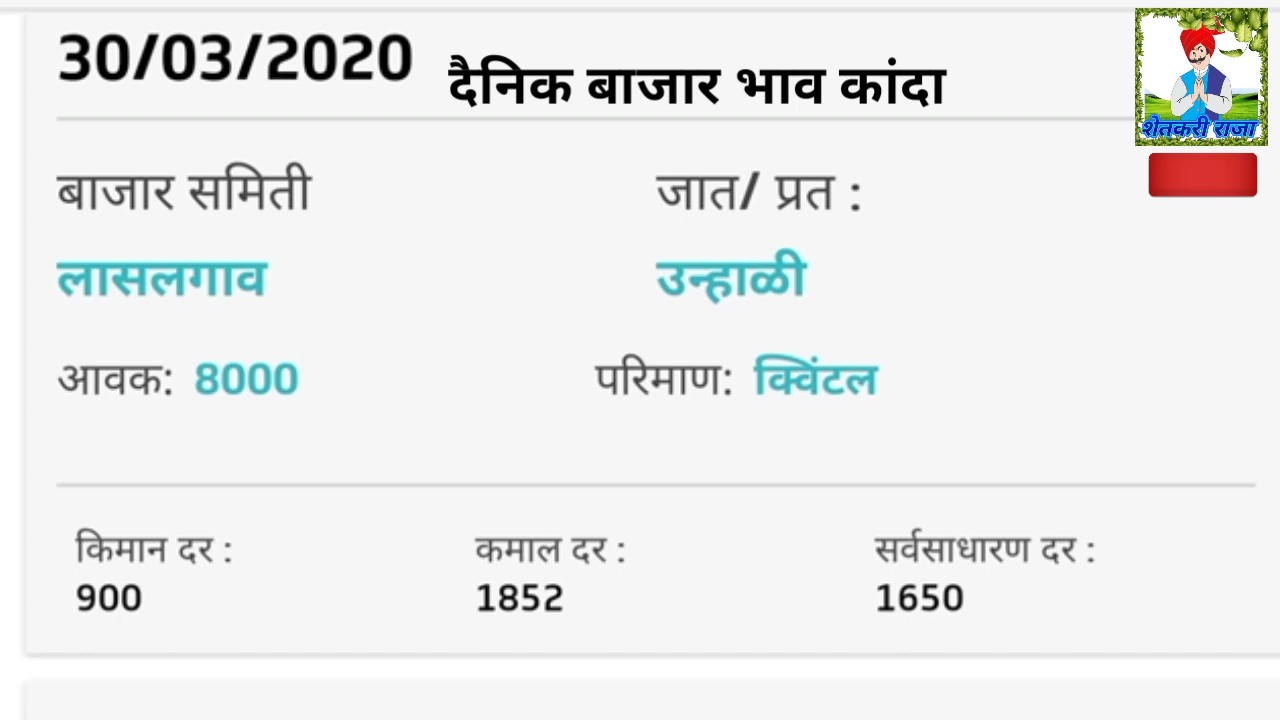 30/03/2020 दैनिक बाजार भाव कांदा
शेतकरी राजा
बाजार समिती जात/ प्रत :
लासलगाव उन्हाळी
आवक: 8000 परिमाण: क्विंटल
किमान दर : कमाल दर : सर्वसाधारण दर :
900 1852 1650